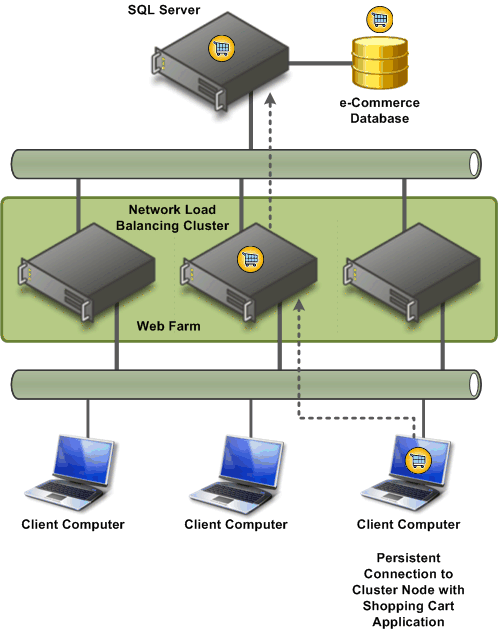 SQL Server
e-Commerce
Database
Network Load
Balancing Cluster
Web Farm
Client Computer
Client Computer
Client Computer
Persistent
Connection to
Cluster Node with
Shopping Cart
Application